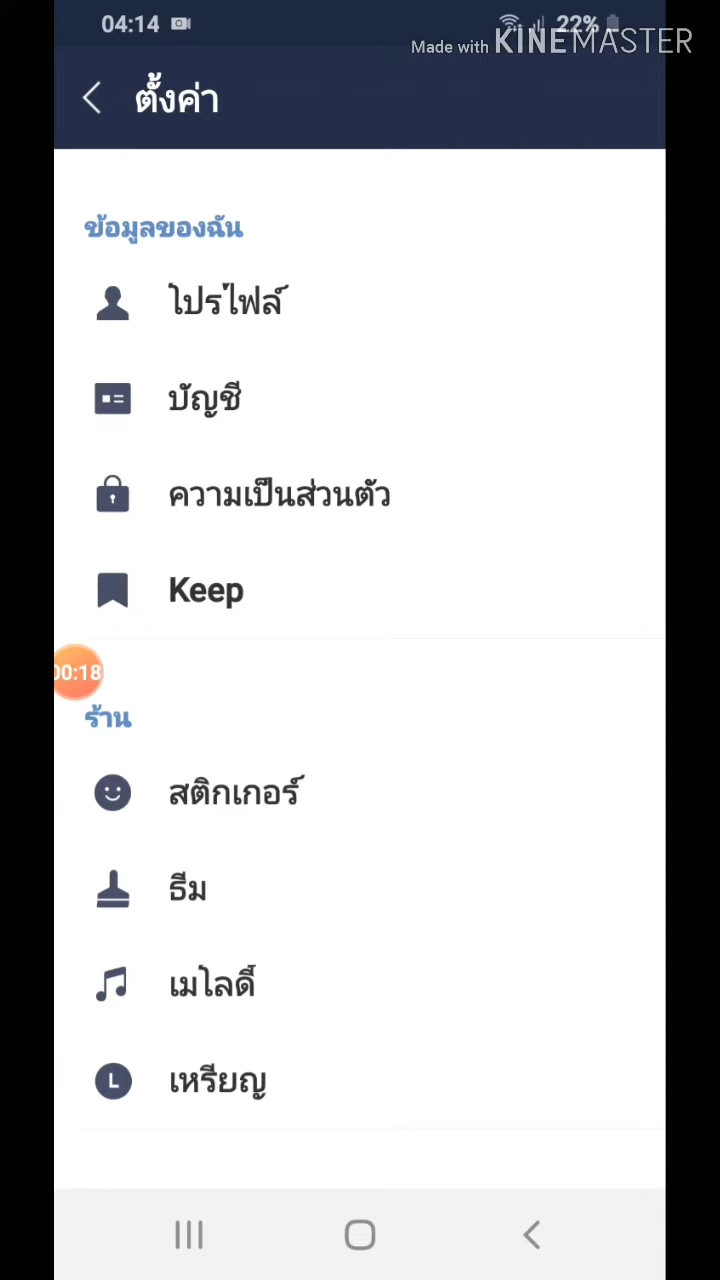 04:14
22%
Made with KINEMASTER
ตั้งค่า
ข้อมูลของฉัน
โปรไฟล์
บัญชี
ความเป็นส่วนตัว
Keep
00:18
ร้าน
สติกเกอร์
ธีม
เมโลดี้
L
เหรียญ